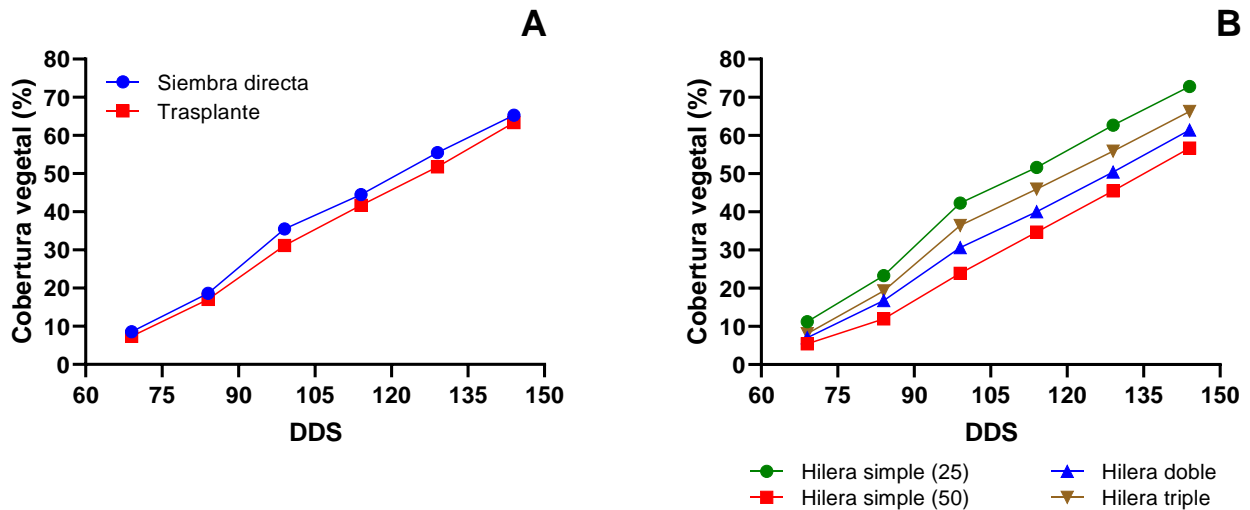 A
Cobertura vegetal (%)
80
70
60
50
40
30
20
10
0
Siembra directa
Trasplante
60 75 90 105 120 135 150
DDS
B
Cobertura vegetal (%)
80
70
60
50
40
30
20
10
0
60 75 90 105 120 135 150
DDS
Hilera simple (25) Hilera doble
Hilera simple (50) Hilera triple